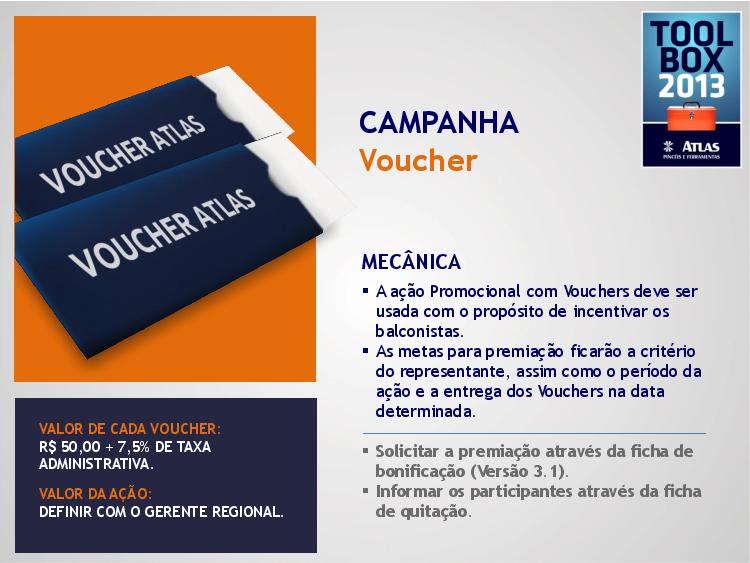 VOUCHER ATLAS
VOUCHER ATLAS
TOOL
BOX
2013
ATLAS
PINCÉIS E FERRAMENTAS
CAMPANHA
Voucher
MECÂNICA
▪ A ação Promocional com Vouchers deve ser
usada com o propósito de incentivar os
balconistas.
▪ As metas para premiação ficarão a critério
do representante, assim como o período da
ação e a entrega dos Vouchers na data
determinada.
▪ Solicitar a premiação através da ficha de
bonificação (Versão 3.1).
▪ Informar os participantes através da ficha
de quitação.
VALOR DE CADA VOUCHER:
R$ 50,00 + 7,5% DE TAXA
ADMINISTRATIVA.
VALOR DA AÇÃO:
DEFINIR COM O GERENTE REGIONAL.